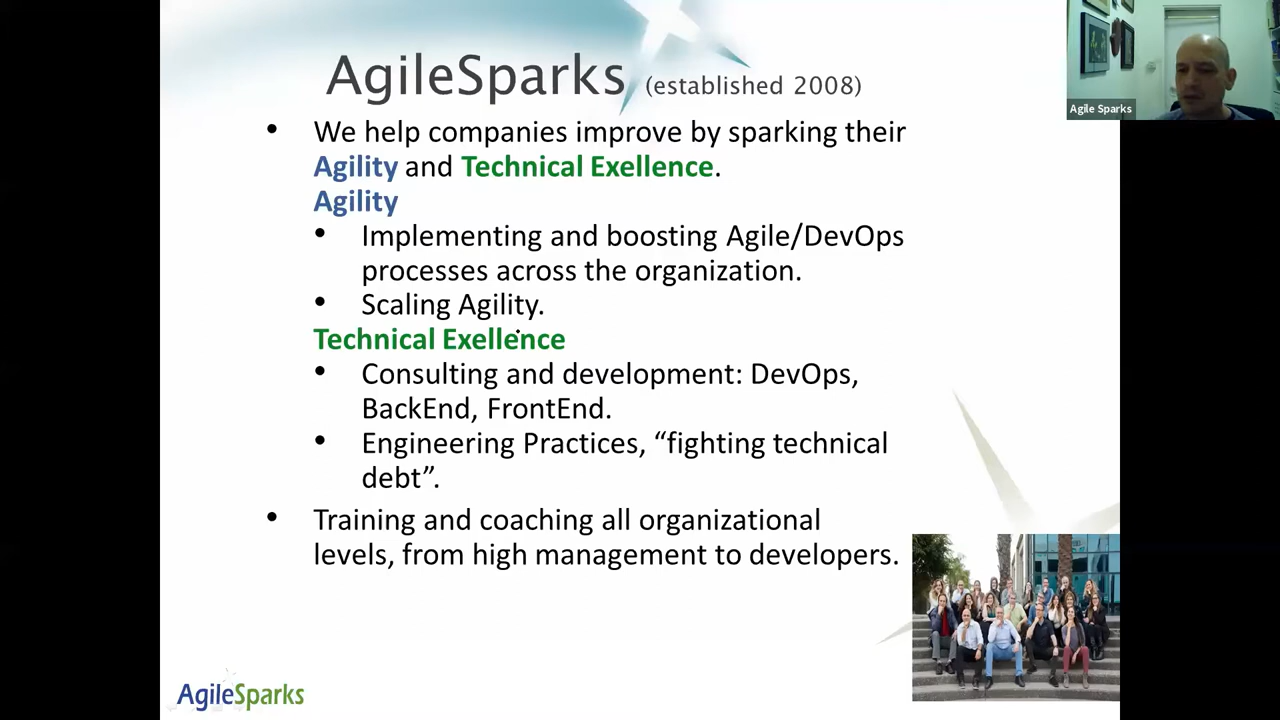 AgileSparks (established 2008)
Agile Sparks
• We help companies improve by sparking their
Agility and Technical Exellence.
Agility
• Implementing and boosting Agile/DevOps
processes across the organization.
• Scaling Agility.
Technical Exellence
• Consulting and development: DevOps,
BackEnd, FrontEnd.
• Engineering Practices, “fighting technical
debt”.
• Training and coaching all organizational
levels, from high management to developers.
AgileSparks